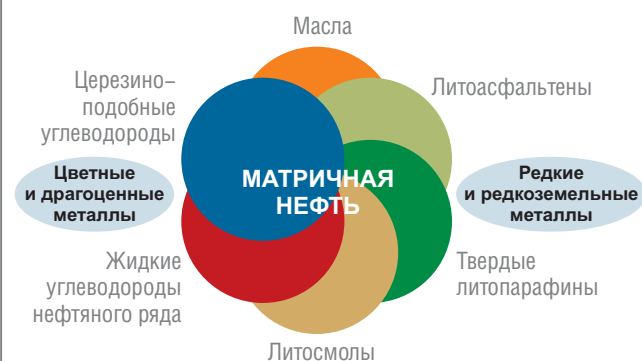 Масла
Церезино–
подобные
углеводороды
Литоасфальтены
Цветные
и драгоценные
металлы
МАТРИЧНАЯ
НЕФТЬ
Редкие
и редкоземельные
металлы
Жидкие
углеводороды
нефтяного ряда
Твердые
литопарафины
Литосмолы